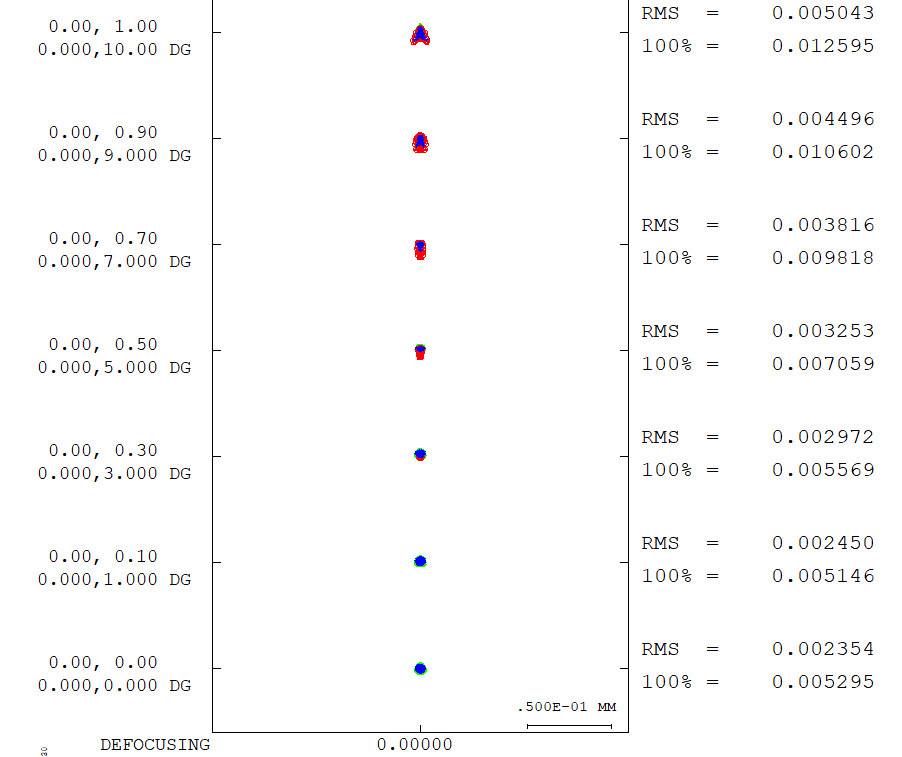 0.00, 1.00
0.000,10.00 DG
RMS = 0.005043
100% = 0.012595
0.00, 0.90
0.000,9.000 DG
RMS = 0.004496
100% = 0.010602
0.00, 0.70
0.000,7.000 DG
RMS = 0.003816
100% = 0.009818
0.00, 0.50
0.000,5.000 DG
RMS = 0.003253
100% = 0.007059
0.00, 0.30
0.000,3.000 DG
RMS = 0.002972
100% = 0.005569
0.00, 0.10
0.000,1.000 DG
RMS = 0.002450
100% = 0.005146
0.00, 0.00
0.000,0.000 DG
RMS = 0.002354
100% = 0.005295
.500E-01 MM
DEFOCUSING 0.00000